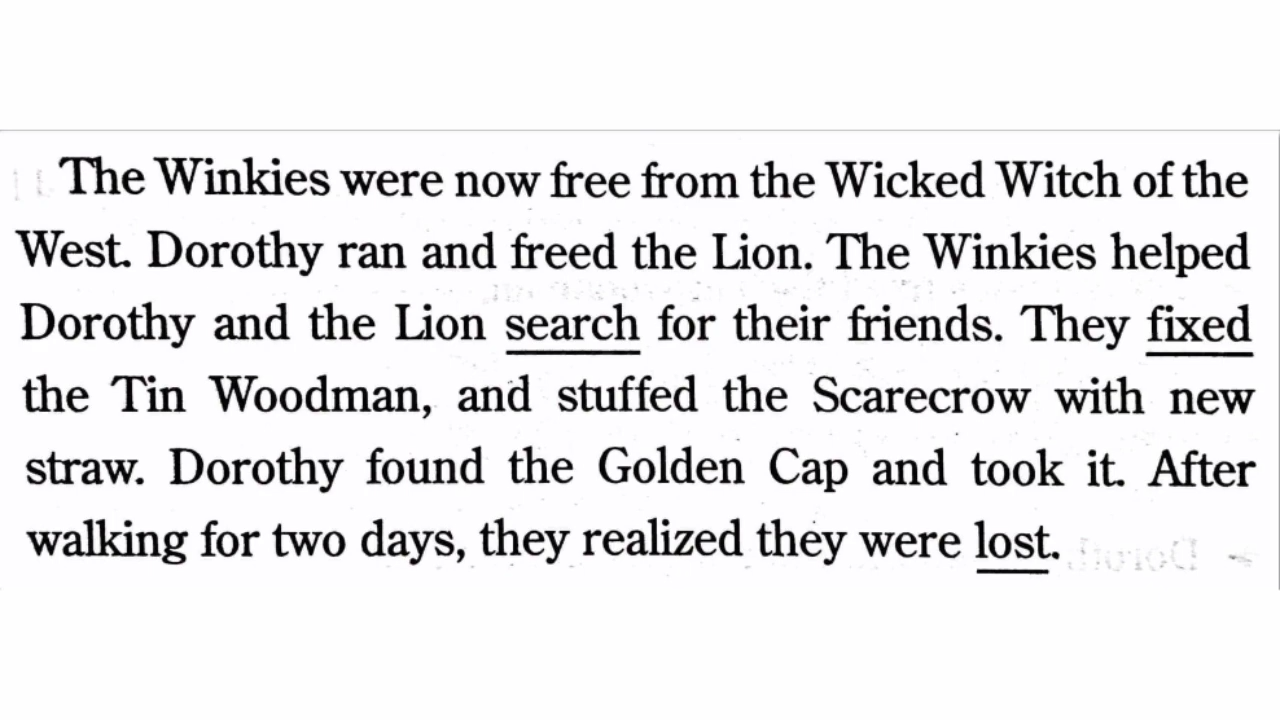 The Winkies were now free from the Wicked Witch of the
West. Dorothy ran and freed the Lion. The Winkies helped
Dorothy and the Lion search for their friends. They fixed
the Tin Woodman, and stuffed the Scarecrow with new
straw. Dorothy found the Golden Cap and took it. After
walking for two days, they realized they were lost.